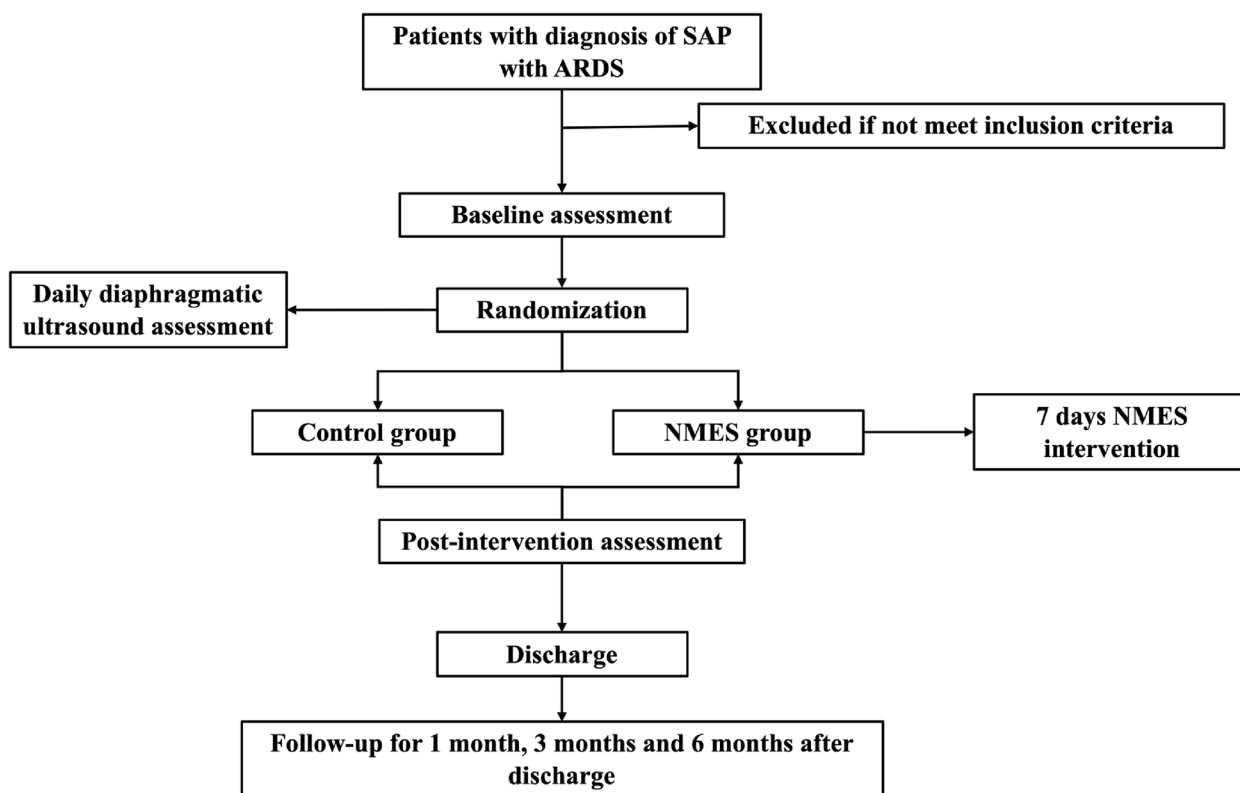 Patients with diagnosis of SAP
with ARDS
Excluded if not meet inclusion criteria
Baseline assessment
Daily diaphragmatic
ultrasound assessment
Randomization
Control group
NMES group
7 days NMES
intervention
Post-intervention assessment
Discharge
Follow-up for 1 month, 3 months and 6 months after
discharge